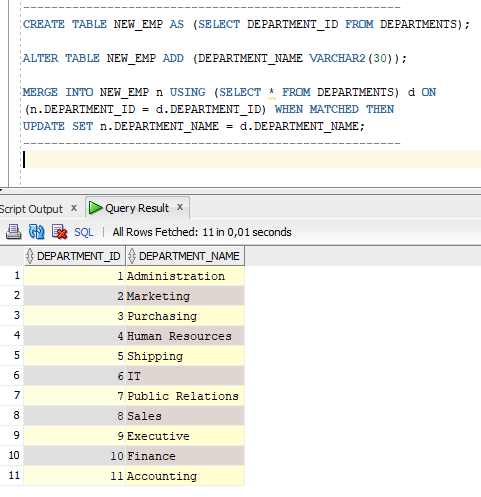 ----------------------------------------------------
CREATE TABLE NEW_EMP AS (SELECT DEPARTMENT_ID FROM DEPARTMENTS);
ALTER TABLE NEW_EMP ADD (DEPARTMENT_NAME VARCHAR2(30));
MERGE INTO NEW_EMP n USING (SELECT * FROM DEPARTMENTS) d ON
(n.DEPARTMENT_ID = d.DEPARTMENT_ID) WHEN MATCHED THEN
UPDATE SET n.DEPARTMENT_NAME = d.DEPARTMENT_NAME;
----------------------------------------------------
Script Output x Query Result x
SQL | All Rows Fetched: 11 in 0,01 seconds
DEPARTMENT_ID DEPARTMENT_NAME
1 1 Administration
2 2 Marketing
3 3 Purchasing
4 4 Human Resources
5 5 Shipping
6 6 IT
7 7 Public Relations
8 8 Sales
9 9 Executive
10 10 Finance
11 11 Accounting